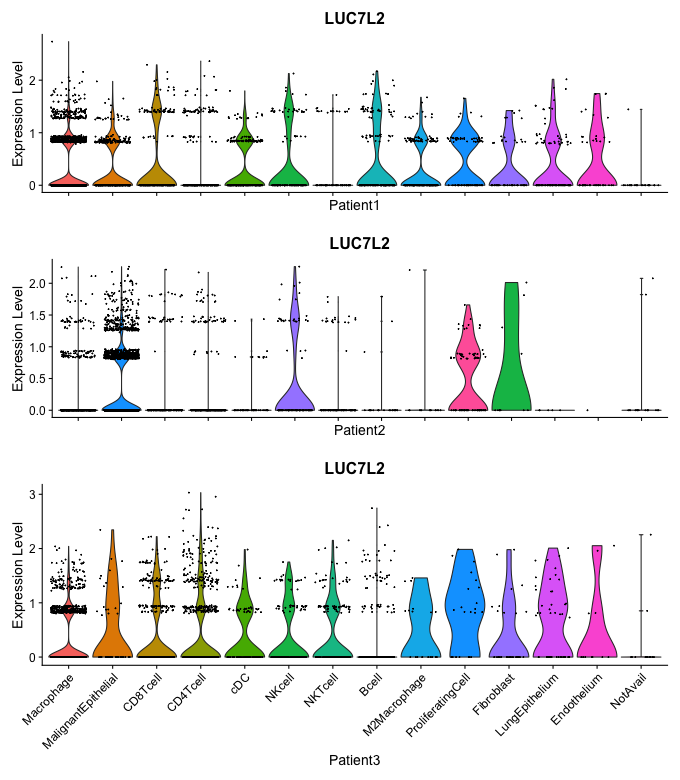 LUC7L2
Expression Level
2
1
0
Patient1
LUC7L2
Expression Level
2.0
1.5
1.0
0.5
0.0
Patient2
LUC7L2
Expression Level
3
2
1
0
Macrophage
MalignantEpithelial
CD8Tcell
CD4Tcell
cDC
NKcell
NKTcell
Bcell
M2Macrophage
ProliferatingCell
Fibroblast
LungEpithelium
Endothelium
NotAvail
Patient3